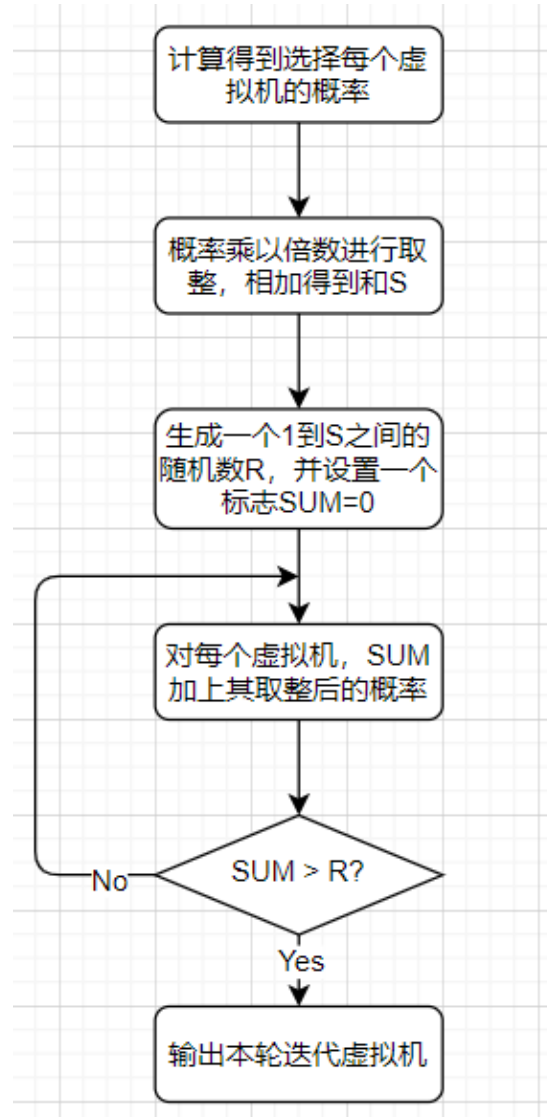 计算得到选择每个虚
拟机的概率
概率乘以倍数进行取
整，相加得到和S
生成一个1到S之间的
随机数R，并设置一个
标志SUM=0
对每个虚拟机，SUM
加上其取整后的概率
SUM > R?
No
Yes
输出本轮迭代虚拟机